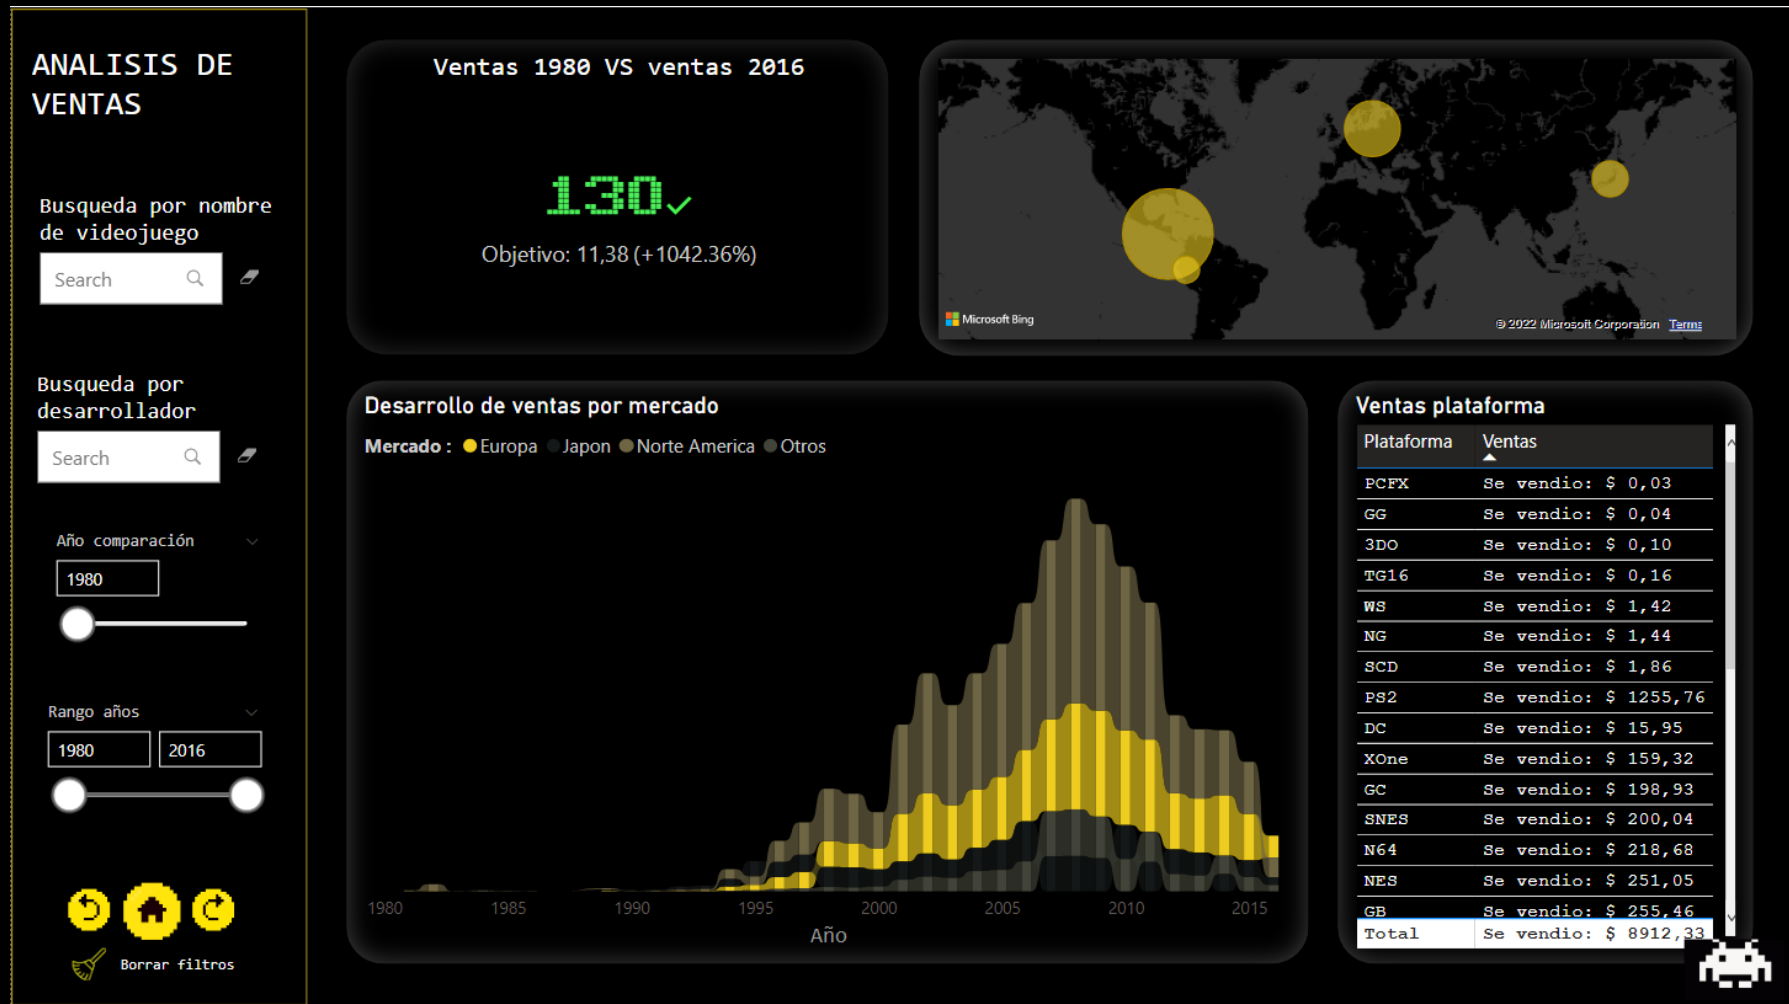 ANALISIS DE
VENTAS
Busqueda por nombre
de videojuego
Search
Busqueda por
desarrollador
Search
Año comparación
1980
Rango años
1980 2016
Borrar filtros
Ventas 1980 VS ventas 2016
130
Objetivo: 11,38 (+1042.36%)
Microsoft Bing
© 2022 Microsoft Corporation Terms
Desarrollo de ventas por mercado
Mercado : Europa Japon Norte America Otros
1980 1985 1990 1995 2000 2005 2010 2015
Año
Ventas plataforma
Plataforma Ventas
PCFX Se vendio: $ 0,03
GG Se vendio: $ 0,04
3DO Se vendio: $ 0,10
TG16 Se vendio: $ 0,16
WS Se vendio: $ 1,42
NG Se vendio: $ 1,44
SCD Se vendio: $ 1,86
PS2 Se vendio: $ 1255,76
DC Se vendio: $ 15,95
XOne Se vendio: $ 159,32
GC Se vendio: $ 198,93
SNES Se vendio: $ 200,04
N64 Se vendio: $ 218,68
NES Se vendio: $ 251,05
GB Se vendio: $ 255,46
Total Se vendio: $ 8912,33